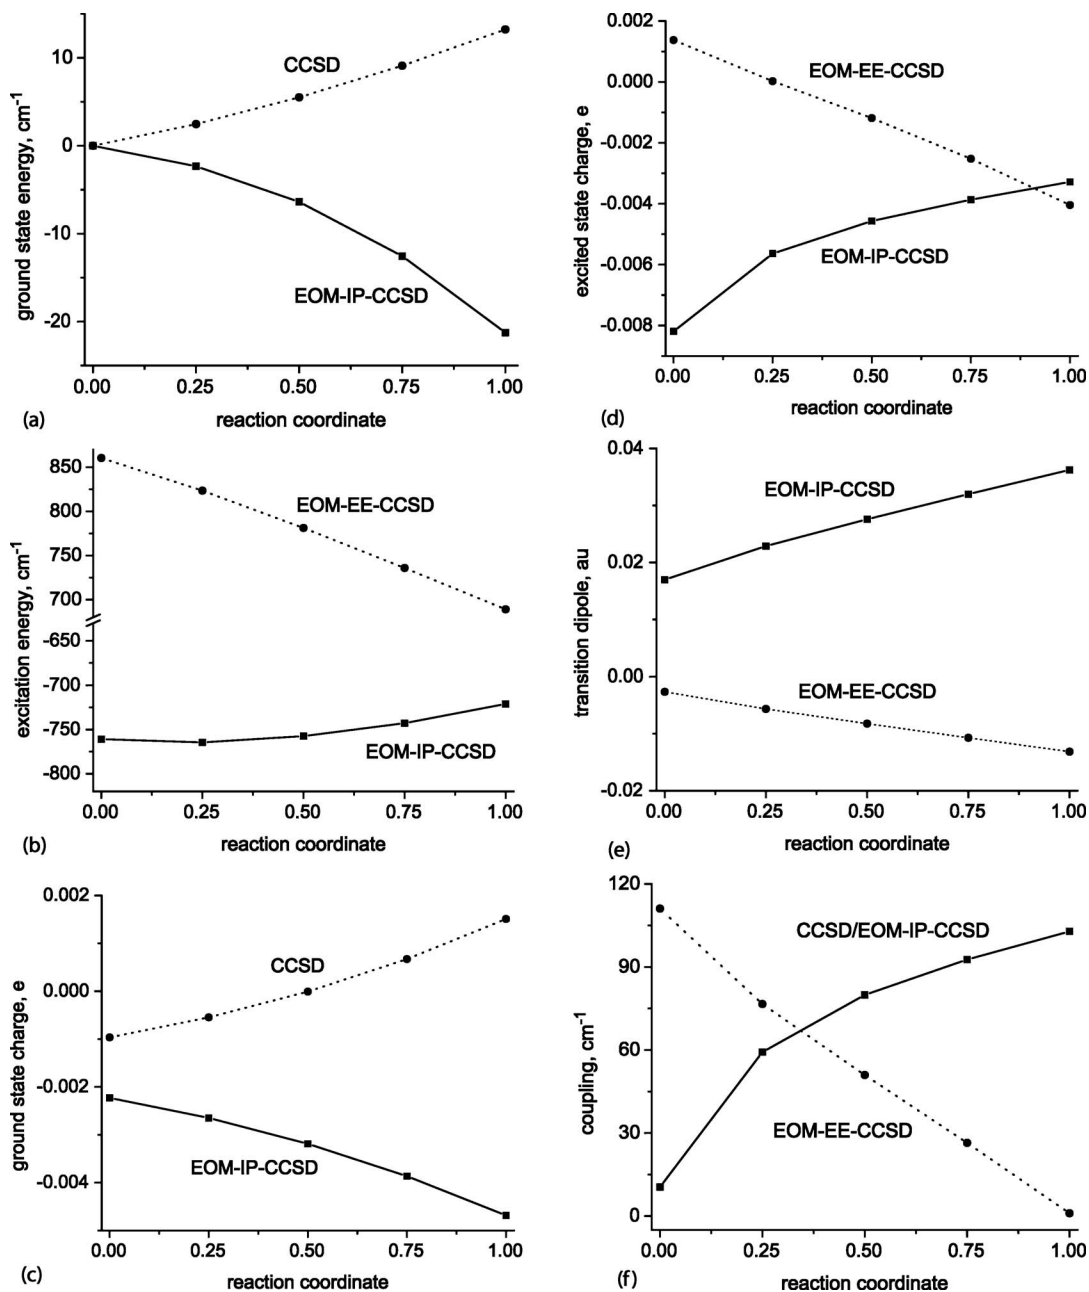 ground state energy, cm-1
10
0
-10
-20
CCSD
EOM-IP-CCSD
0.00 0.25 0.50 0.75 1.00
(a)
reaction coordinate
excited state charge, e
0.002
0.000
-0.002
-0.004
-0.006
-0.008
EOM-EE-CCSD
EOM-IP-CCSD
0.00 0.25 0.50 0.75 1.00
(d)
reaction coordinate
excitation energy, cm-1
850
800
750
700
-650
-700
-750
-800
EOM-EE-CCSD
EOM-IP-CCSD
0.00 0.25 0.50 0.75 1.00
(b)
reaction coordinate
transition dipole, au
0.04
0.02
0.00
-0.02
EOM-IP-CCSD
EOM-EE-CCSD
0.00 0.25 0.50 0.75 1.00
(e)
reaction coordinate
ground state charge, e
0.002
0.000
-0.002
-0.004
CCSD
EOM-IP-CCSD
0.00 0.25 0.50 0.75 1.00
(c)
reaction coordinate
coupling, cm-1
120
90
60
30
0
CCSD/EOM-IP-CCSD
EOM-EE-CCSD
0.00 0.25 0.50 0.75 1.00
(f)
reaction coordinate